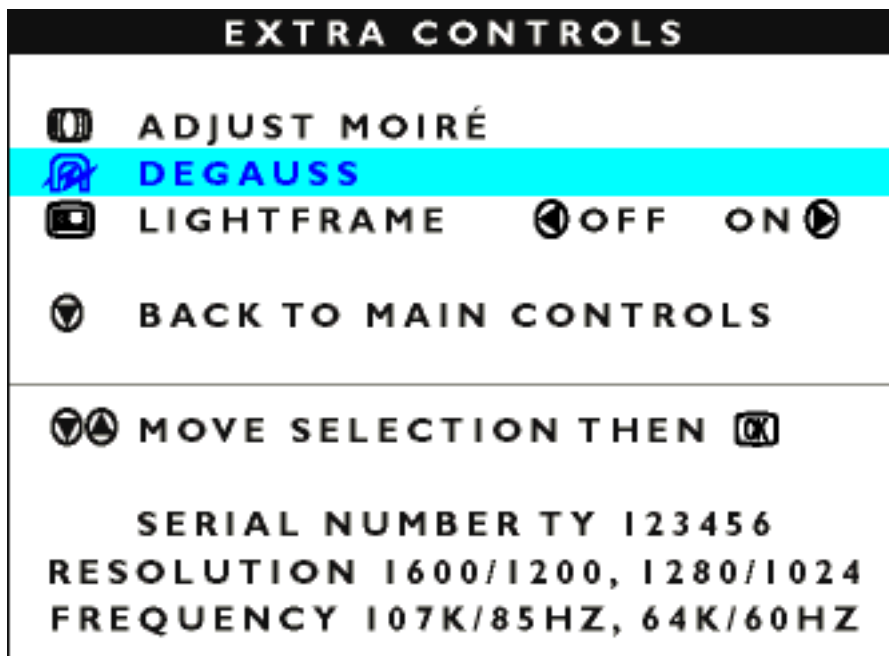 EXTRA CONTROLS
ADJUST MOIRÉ
DEGAUSS
LIGHTFRAME OFF ON
BACK TO MAIN CONTROLS
MOVE SELECTION THEN OK
SERIAL NUMBER TY 123456
RESOLUTION 1600/1200, 1280/1024
FREQUENCY 107K/85HZ, 64K/60HZ